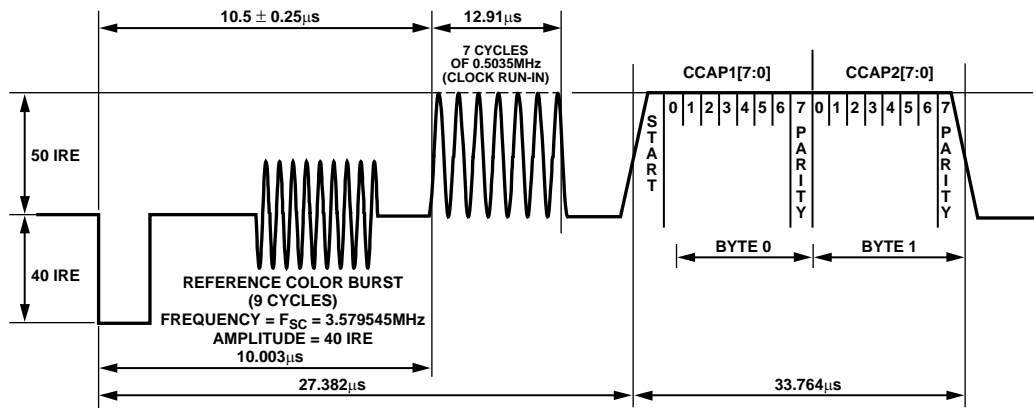 10.5 ± 0.25μs
12.91μs
7 CYCLES
OF 0.5035MHz
(CLOCK RUN-IN)
CCAP1[7:0]
CCAP2[7:0]
0 1 2 3 4 5 6 7 0 1 2 3 4 5 6 7
START
PARITY
PARITY
50 IRE
40 IRE
BYTE 0
BYTE 1
REFERENCE COLOR BURST
(9 CYCLES)
FREQUENCY = FSC = 3.579545MHz
AMPLITUDE = 40 IRE
10.003μs
27.382μs
33.764μs